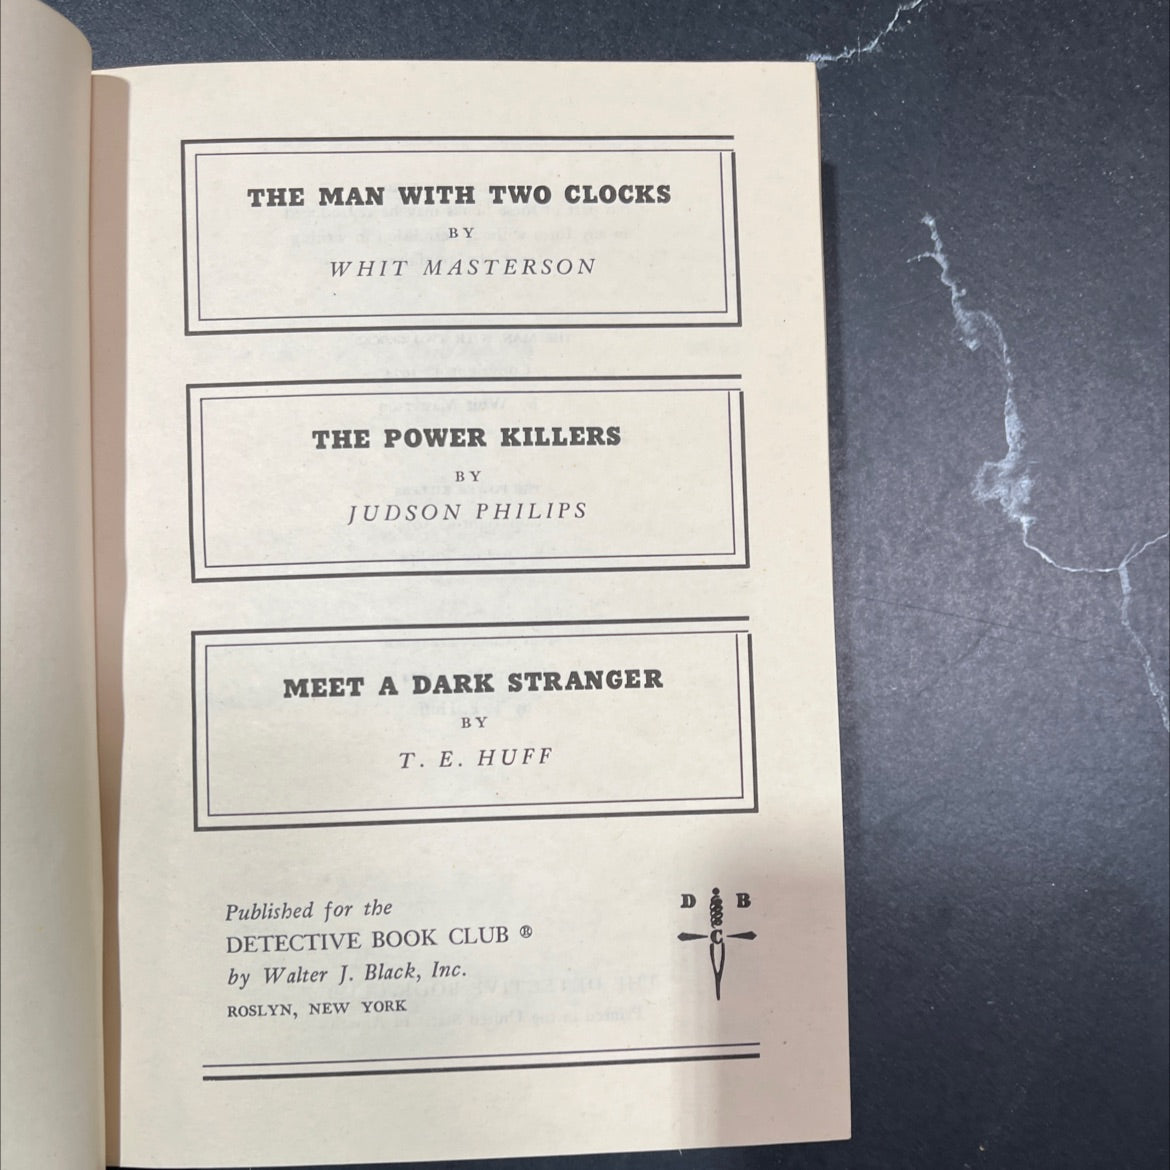 THE MAN WITH TWO CLOCKS
BY
WHIT MASTERSON
THE POWER KILLERS
BY
JUDSON PHILIPS
MEET A DARK STRANGER
BY
T. E. HUFF
Published for the
DETECTIVE BOOK CLUB ®
by Walter J. Black, Inc.
ROSLYN, NEW YORK
D B
C